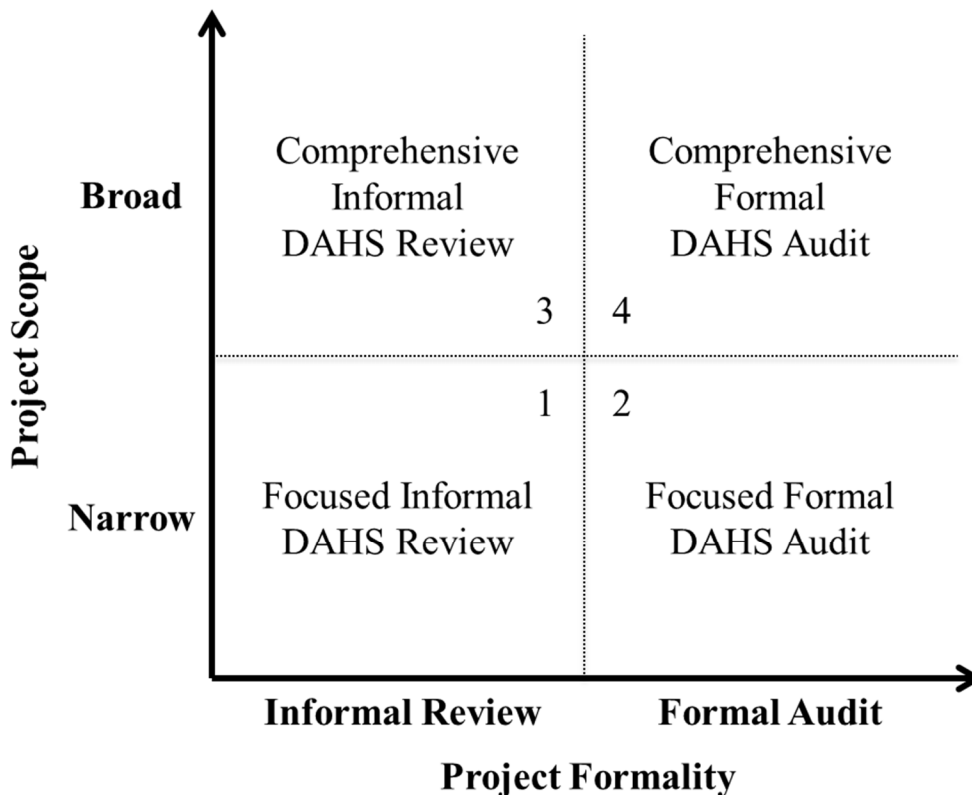 Project Scope
Broad
Narrow
Comprehensive
Informal
DAHS Review
3
Comprehensive
Formal
DAHS Audit
4
1
Focused Informal
DAHS Review
2
Focused Formal
DAHS Audit
Informal Review
Formal Audit
Project Formality